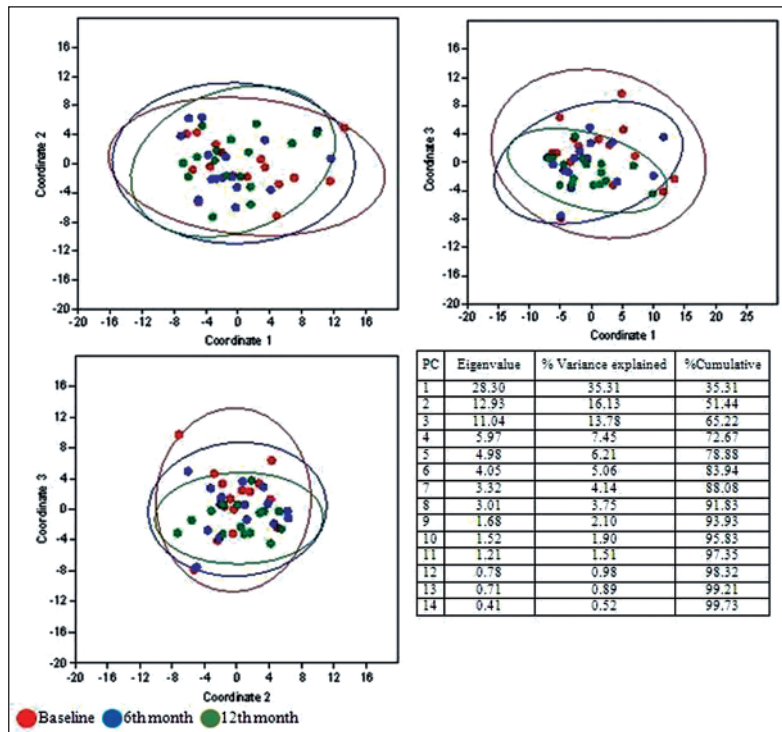 16
12
8
4
0
-4
-8
-12
-16
-20
Coordinate 2
-20 -16 -12 -8 -4 0 4 8 12 16
Coordinate 1
16
12
8
4
0
-4
-8
-12
-16
-20
Coordinate 3
-20 -15 -10 -5 0 5 10 15 20 25
Coordinate 1
16
12
8
4
0
-4
-8
-12
-16
-20
Coordinate 3
-20 -16 -12 -8 -4 0 4 8 12 16
Coordinate 2
PC Eigenvalue % Variance explained %Cumulative
1 28.30 35.31 35.31
2 12.93 16.13 51.44
3 11.04 13.78 65.22
4 5.97 7.45 72.67
5 4.98 6.21 78.88
6 4.05 5.06 83.94
7 3.32 4.14 88.08
8 3.01 3.75 91.83
9 1.68 2.10 93.93
10 1.52 1.90 95.83
11 1.21 1.51 97.35
12 0.78 0.98 98.32
13 0.71 0.89 99.21
14 0.41 0.52 99.73
Baseline 6th month 12th month